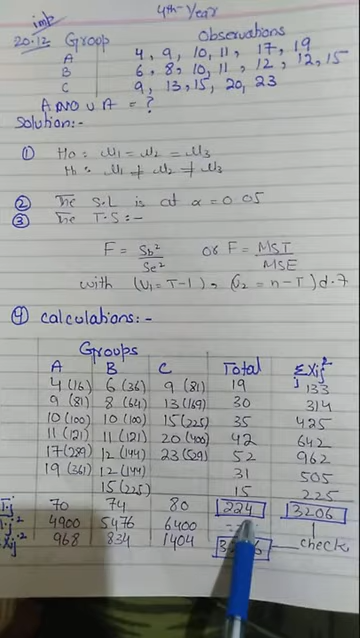 4th-Year
imp
20.12 Group Observations
A 4, 9, 10, 11, 17, 19
B 6, 8, 10, 11, 12, 12, 15
C 9, 13, 15, 20, 23
ANOVA = ?
Solution:-
① H₀: μ₁ = μ₂ = μ₃
H₁: μ₁ ≠ μ₂ ≠ μ₃
② The S.L is at α = 0.05
③ The T.S:-
F = Sb²/Se² or F = MST/MSE
with (V₁ = T-1), (V₂ = n-T) d.f
④ calculations:-
Groups
A B C Total ΣXij²
j
4 (16) 6 (36) 9 (81) 19 133
9 (81) 8 (64) 13 (169) 30 314
10 (100) 10 (100) 15 (225) 35 425
11 (121) 11 (121) 20 (400) 42 642
17 (289) 12 (144) 23 (529) 52 962
19 (361) 12 (144) 31 505
15 (225) 15 225
T.j 70 74 80 224 3206
T.j² 4900 5476 6400
Xij² 968 834 1404 check